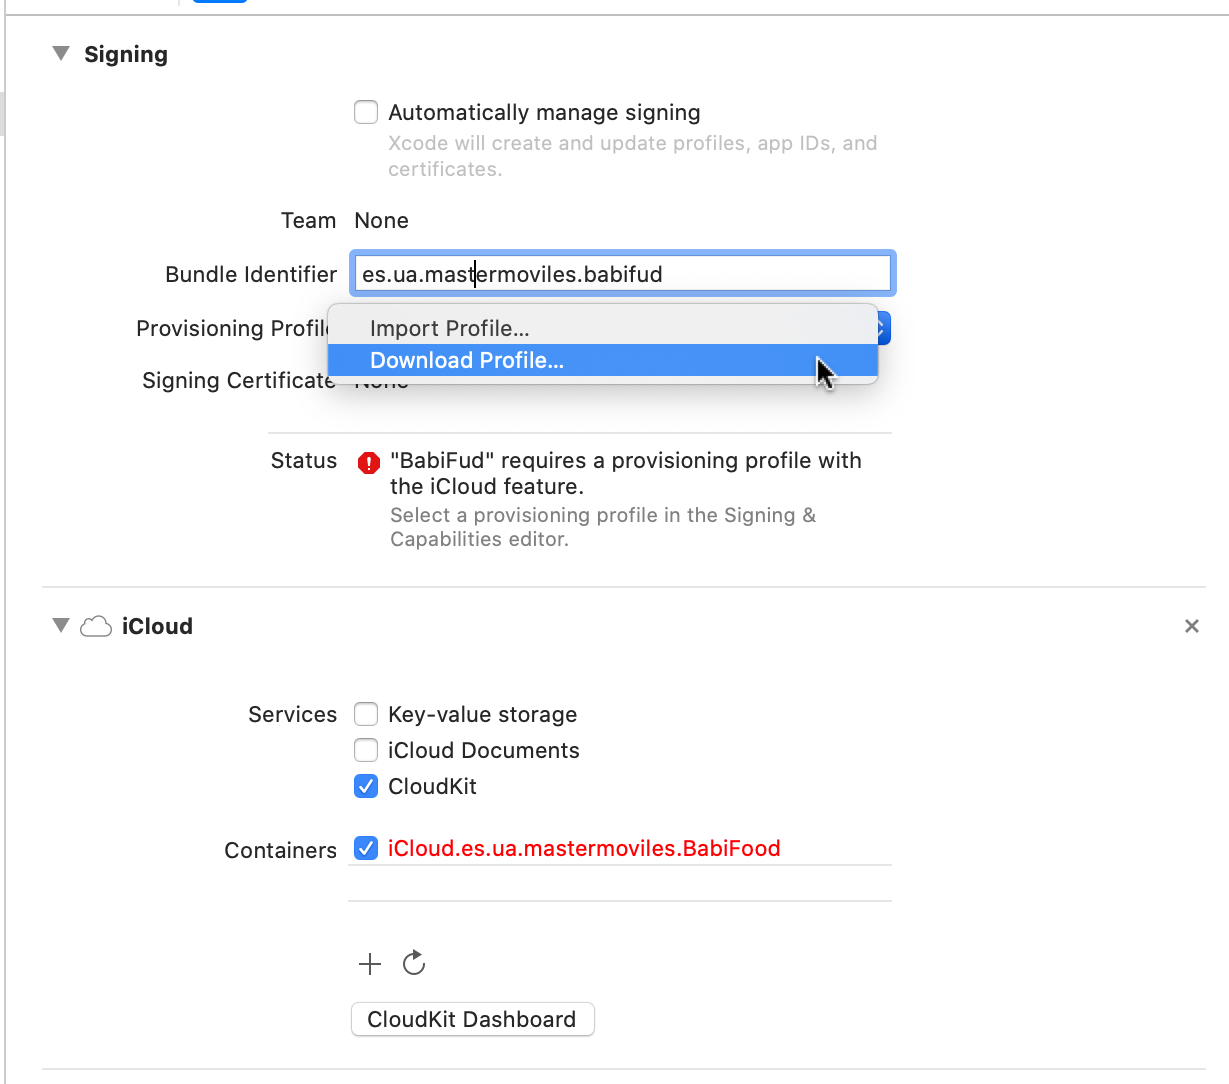 Signing
Automatically manage signing
Xcode will create and update profiles, app IDs, and
certificates.
Team None
Bundle Identifier es.ua.mastermoviles.babifud
Provisioning Profile
Import Profile...
Download Profile...
Signing Certificate None
Status "BabiFud" requires a provisioning profile with
the iCloud feature.
Select a provisioning profile in the Signing &
Capabilities editor.
iCloud
Services Key-value storage
iCloud Documents
CloudKit
Containers iCloud.es.ua.mastermoviles.BabiFood
CloudKit Dashboard